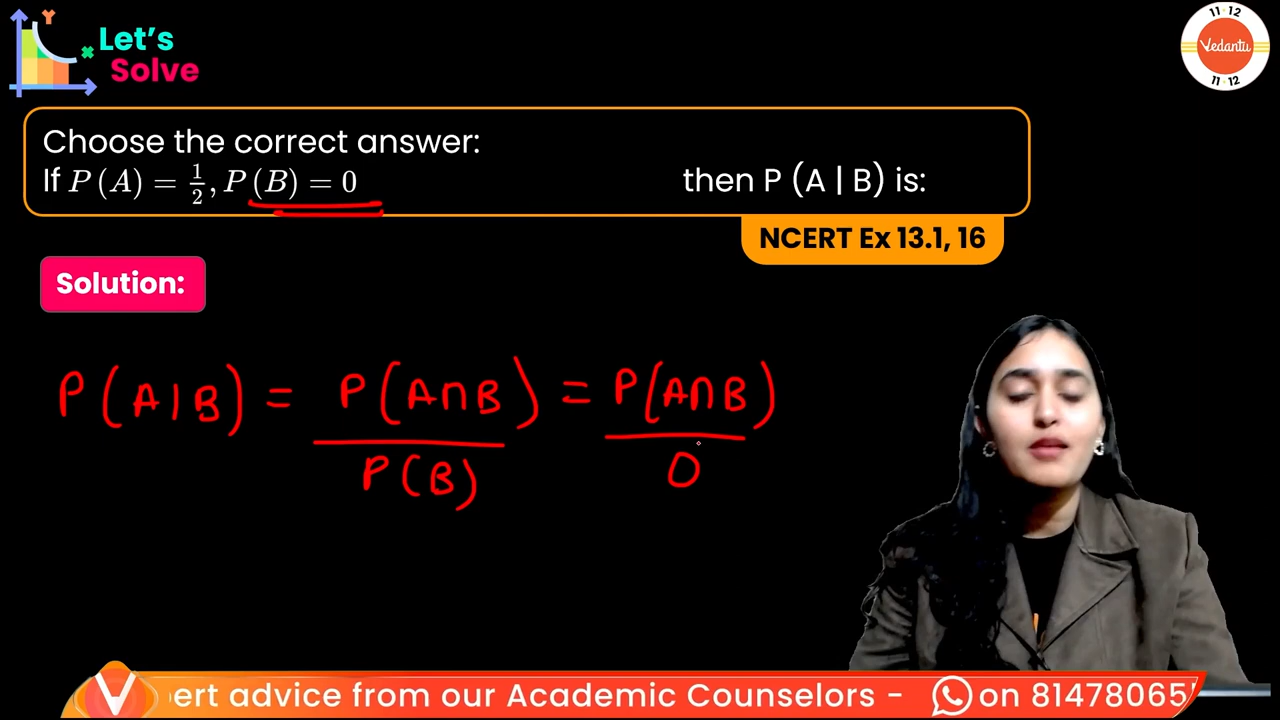 Y
x
Let's
Solve
11·12
Vedantu
11·12
Choose the correct answer:
If P(A) = 1/2, P(B) = 0 then P (A | B) is:
NCERT Ex 13.1, 16
Solution:
P(A|B) = P(A∩B)/P(B) = P(A∩B)/0
V ert advice from our Academic Counselors - on 81478065